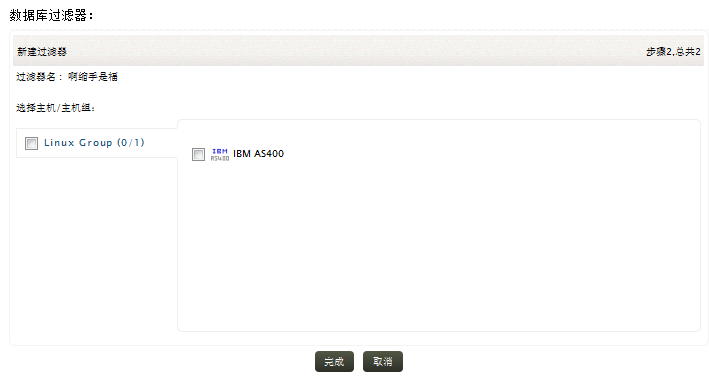 数据库过滤器：
新建过滤器 步骤2,总共2
过滤器名： 啊缩手是福
选择主机/主机组：
Linux Group (0/1)
IBM AS400 IBM AS400
完成 取消